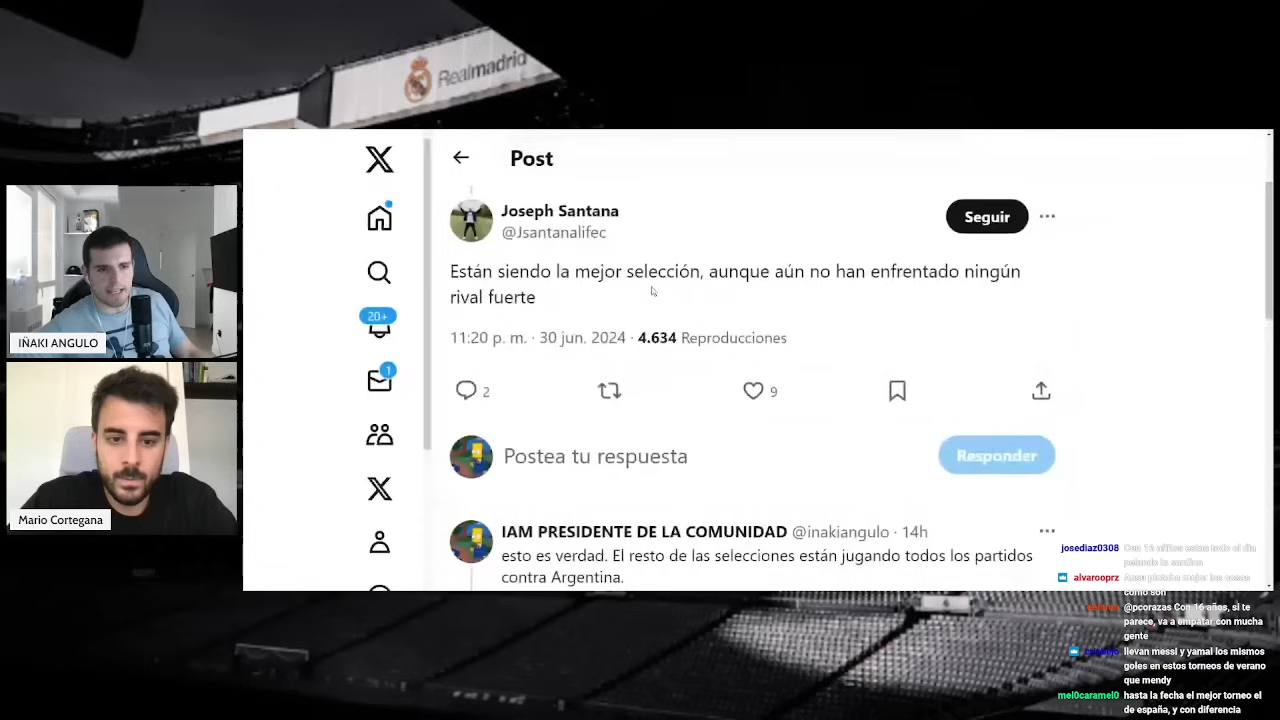 Realmadrid
Post
Joseph Santana
@Jsantanalifec
Seguir
Están siendo la mejor selección, aunque aún no han enfrentado ningún
rival fuerte
11:20 p. m. · 30 jun. 2024 · 4.634 Reproducciones
2
9
20+
1
Postea tu respuesta
Responder
IAM PRESIDENTE DE LA COMUNIDAD @inakiangulo · 14h
esto es verdad. El resto de las selecciones están jugando todos los partidos
contra Argentina.
IÑAKI ANGULO
Mario Cortegana
josediaz0308
alvarooprz
como son
@pcorazas Con 16 años, si te
parece, va a empatar con mucha
gente
llevan messi y yamal los mismos
goles en estos torneos de verano
que mendy
mel0caramel0 hasta la fecha el mejor torneo el
de españa, y con diferencia